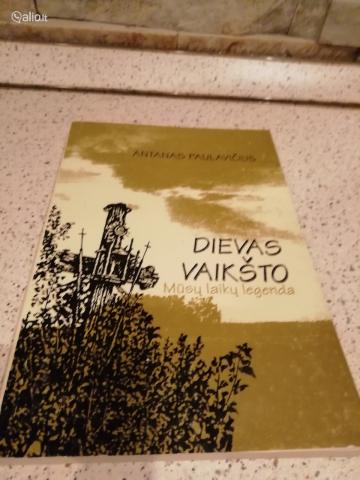 alio.lt
ANTANAS PAULAVIČIUS
DIEVAS
VAIKŠTO
Mūsų laikų legenda